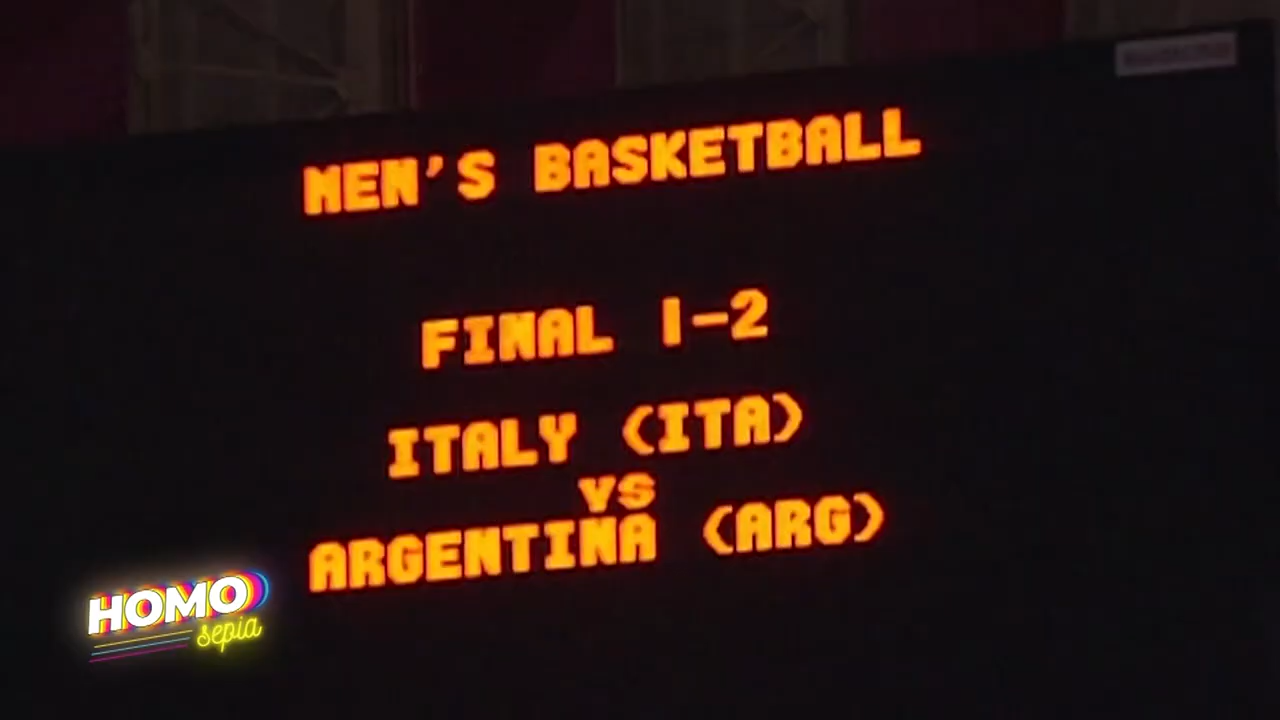 MEN'S BASKETBALL
FINAL 1-2
ITALY (ITA)
VS
ARGENTINA (ARG)
HOMO
sepia